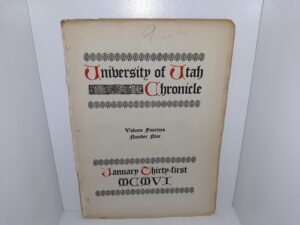 University of Utah
Chronicle
Volume Fourteen
Number Nine
January Thirty-first
MCMVI